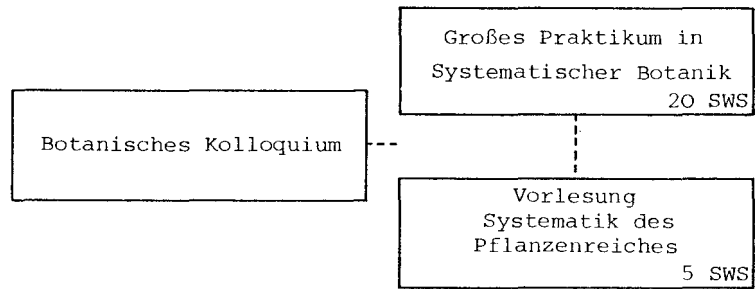 Großes Praktikum in
Systematischer Botanik
20 SWS
Botanisches Kolloquium
Vorlesung
Systematik des
Pflanzenreiches
5 SWS